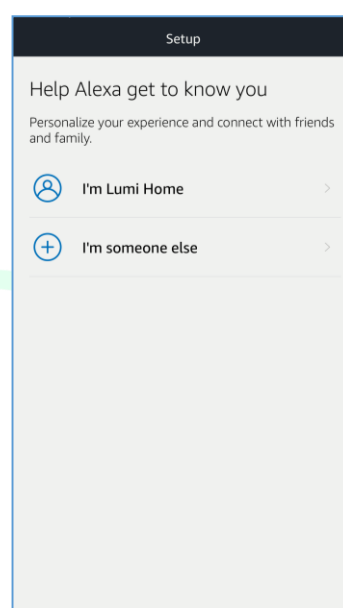 Setup
Help Alexa get to know you
Personalize your experience and connect with friends
and family.
I'm Lumi Home
I'm someone else